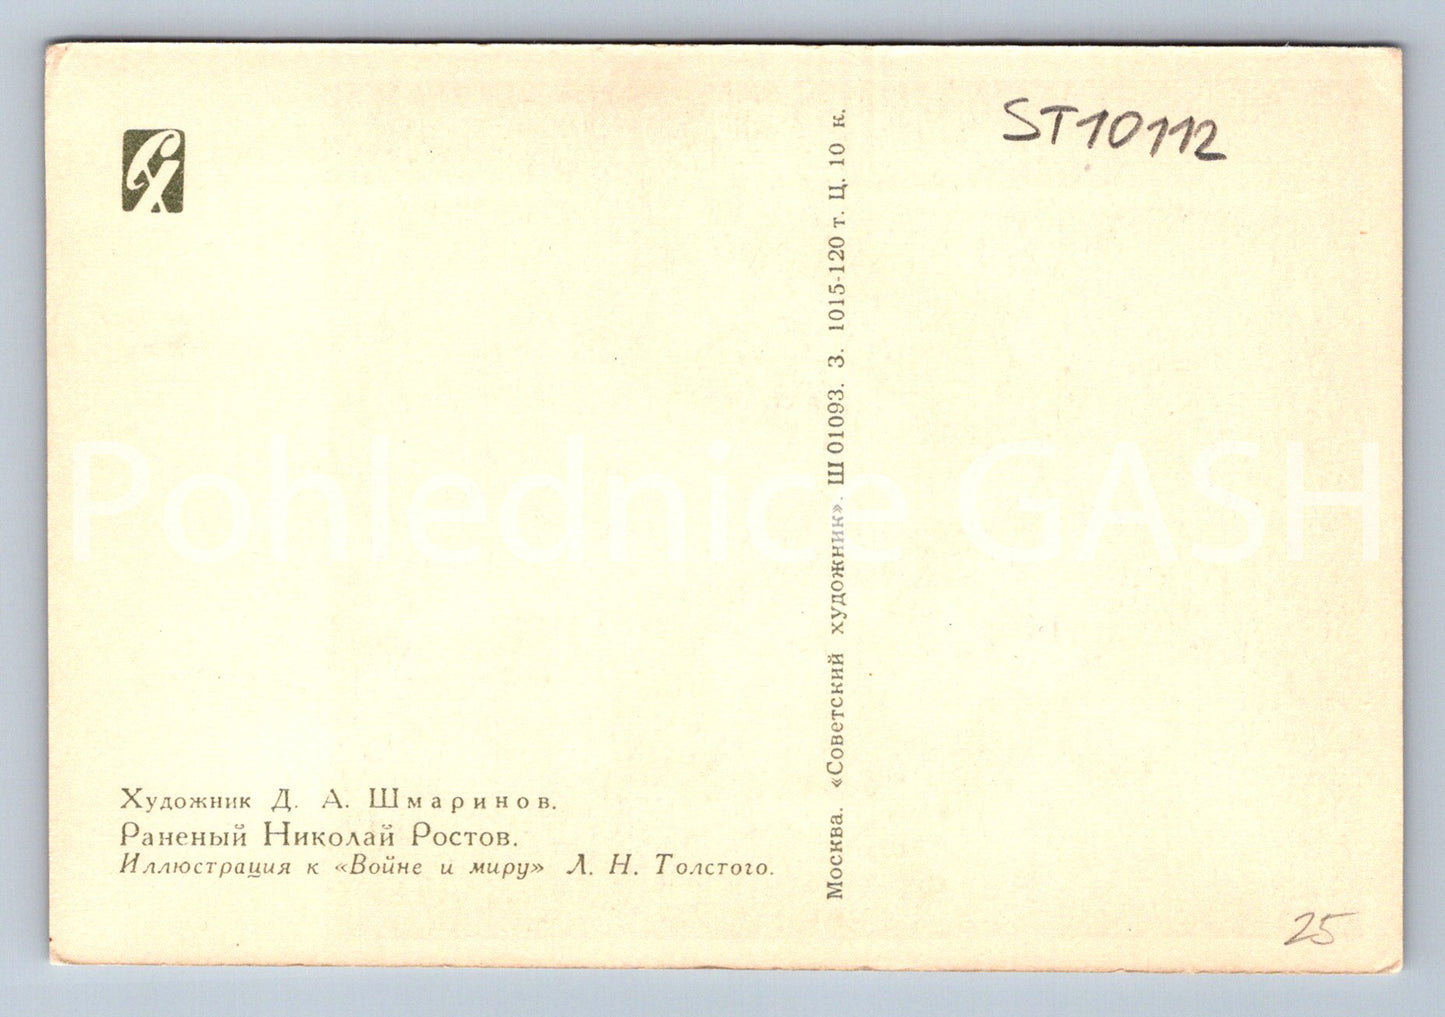 СХ
ST10112
Москва. «Советский художник». Ш 01093. З. 1015-120 т. Ц. 10 к.
Pohlednice GASH
Художник Д. А. Шмаринов.
Раненый Николай Ростов.
Иллюстрация к «Войне и миру» Л. Н. Толстого.
25